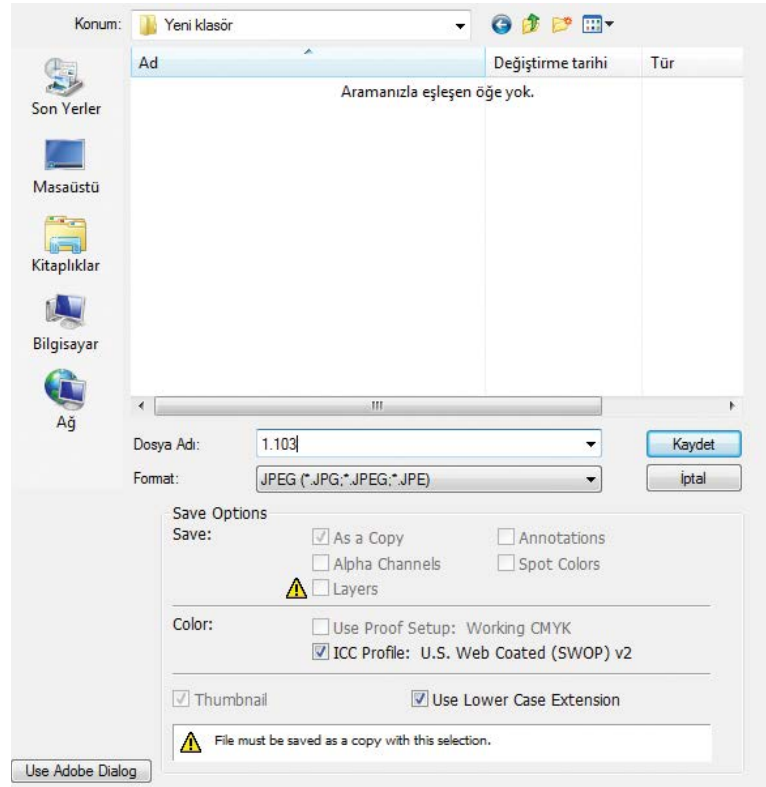 Konum: Yeni klasör
Ad Değiştirme tarihi Tür
Aramanızla eşleşen öğe yok.
Son Yerler
Masaüstü
Kitaplıklar
Bilgisayar
Ağ
Dosya Adı: 1.103 Kaydet
Format: JPEG (*.JPG;*.JPEG;*.JPE) İptal
Save Options
Save: As a Copy Annotations
Alpha Channels Spot Colors
Layers
Color: Use Proof Setup: Working CMYK
ICC Profile: U.S. Web Coated (SWOP) v2
Thumbnail Use Lower Case Extension
File must be saved as a copy with this selection.
Use Adobe Dialog